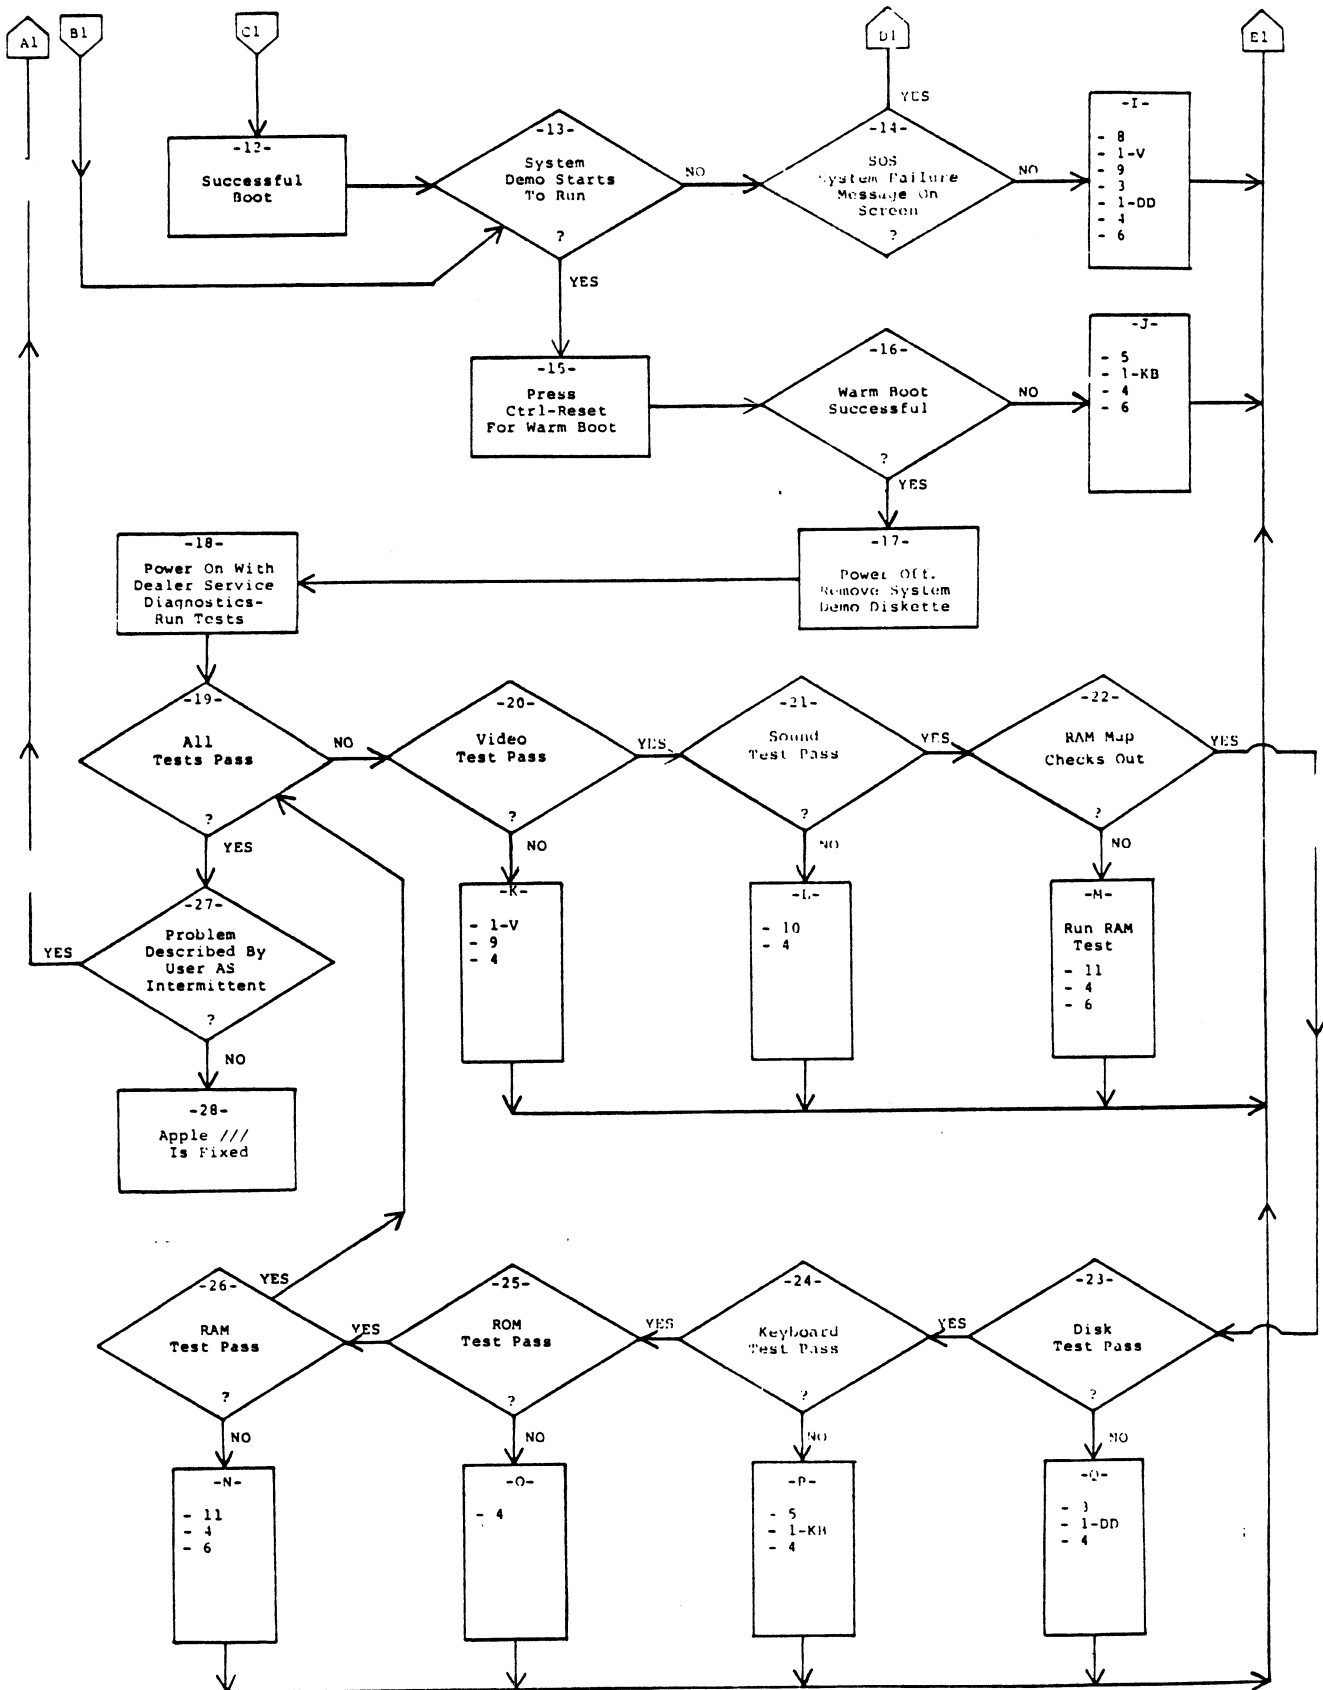 A1
B1
C1
D1
E1
-12-
Successful
Boot
-13-
System
Demo Starts
To Run
?
NO
YES
-14-
SOS
System Failure
Message On
Screen
?
YES
NO
-I-
- 8
- 1-V
- 9
- 3
- 1-DD
- 4
- 6
-15-
Press
Ctrl-Reset
For Warm Boot
-16-
Warm Boot
Successful
?
NO
YES
-J-
- 5
- 1-KB
- 4
- 6
-17-
Power Off.
Remove System
Demo Diskette
-18-
Power On With
Dealer Service
Diagnostics-
Run Tests
-19-
All
Tests Pass
?
NO
YES
-20-
Video
Test Pass
?
YES
NO
-21-
Sound
Test Pass
?
YES
NO
-22-
RAM Map
Checks Out
?
YES
NO
-27-
Problem
Described By
User AS
Intermittent
?
YES
NO
-K-
- 1-V
- 9
- 4
-L-
- 10
- 4
-M-
Run RAM
Test
- 11
- 4
- 6
-28-
Apple ///
Is Fixed
-26-
RAM
Test Pass
?
YES
NO
-25-
ROM
Test Pass
?
YES
NO
-24-
Keyboard
Test Pass
?
YES
NO
-23-
Disk
Test Pass
?
YES
NO
-N-
- 11
- 4
- 6
-O-
- 4
-P-
- 5
- 1-KB
- 4
-Q-
- 3
- 1-DD
- 4